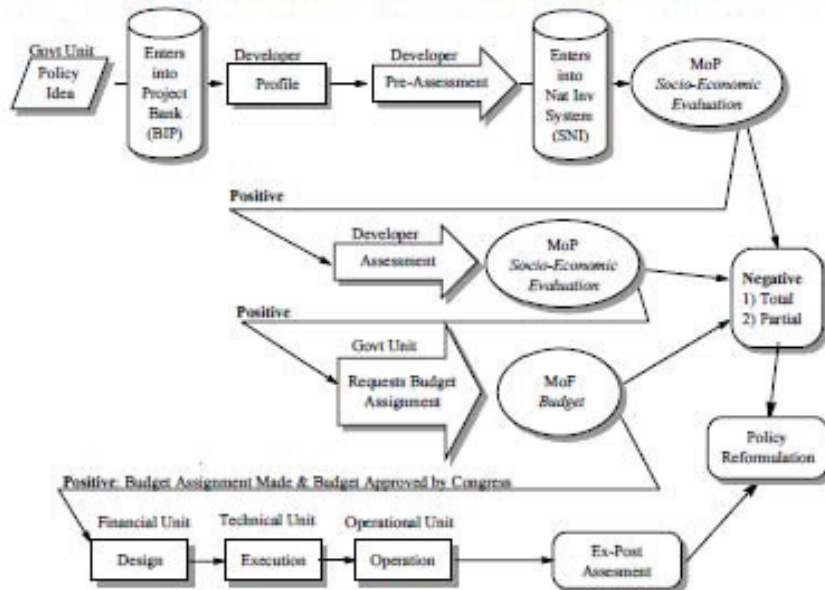 Govt Unit
Policy
Idea
Enters
into
Project
Bank
(BIP)
Developer
Profile
Developer
Pre-Assessment
Enters
into
Nat Inv
System
(SNI)
MoP
Socio-Economic
Evaluation
Positive
Developer
Assessment
MoP
Socio-Economic
Evaluation
Negative
1) Total
2) Partial
Positive
Govt Unit
Requests Budget
Assignment
MoF
Budget
Policy
Reformulation
Positive: Budget Assignment Made & Budget Approved by Congress
Financial Unit
Design
Technical Unit
Execution
Operational Unit
Operation
Ex-Post
Assesment